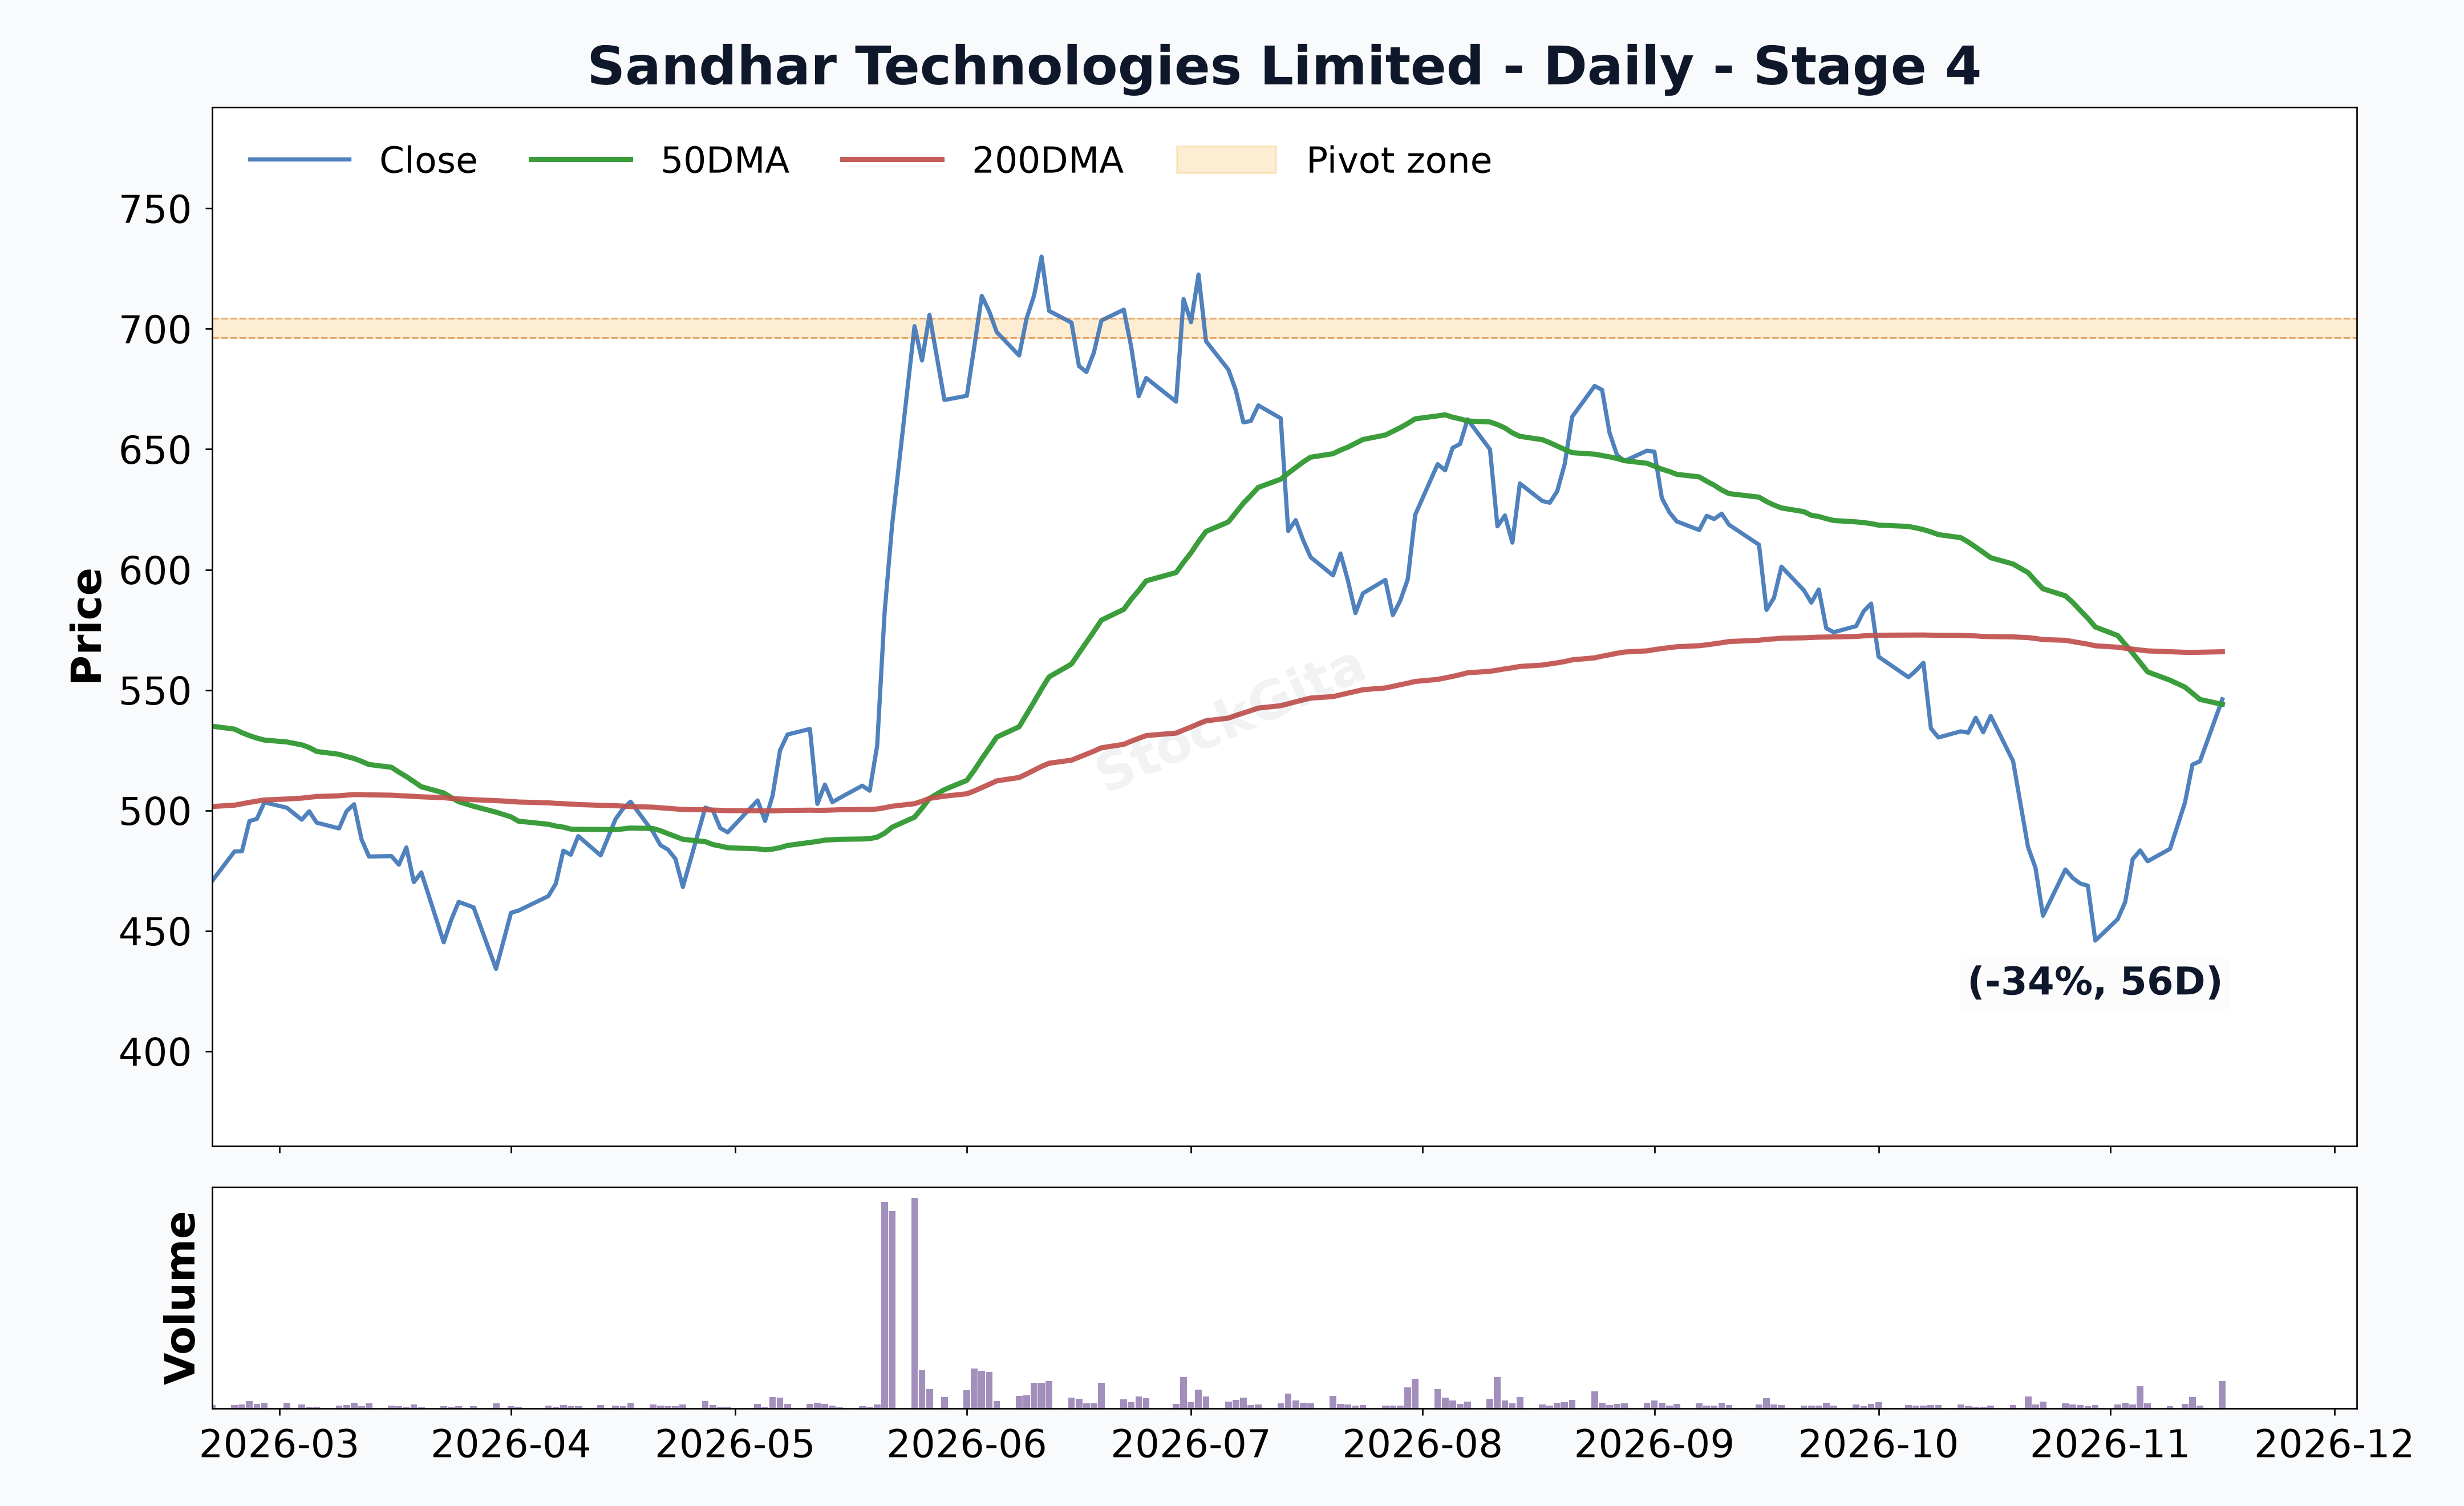 Sandhar Technologies Limited - Daily - Stage 4
Close 50DMA 200DMA Pivot zone
750
700
650
600
550
500
450
400
Price
StockGita
(-34%, 56D)
Volume
2026-03 2026-04 2026-05 2026-06 2026-07 2026-08 2026-09 2026-10 2026-11 2026-12